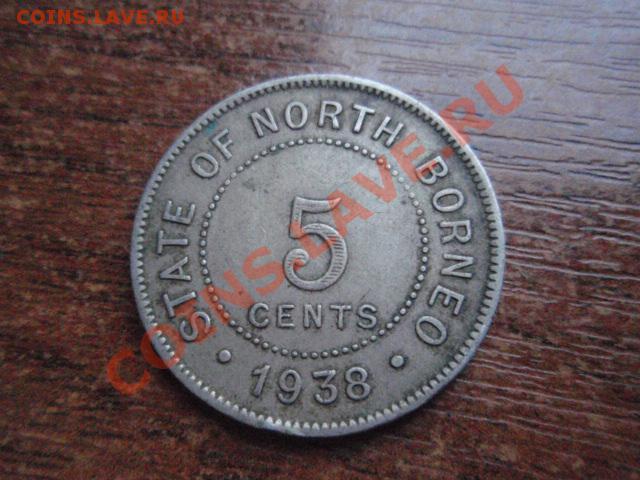 COINS.LAVE.RU
STATE OF NORTH BORNEO
5
CENTS
• 1938 •
COINS.LAVE.RU